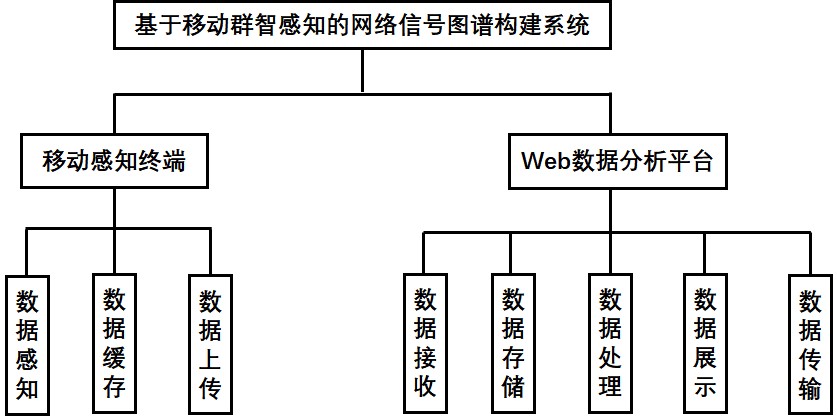 基于移动群智感知的网络信号图谱构建系统
移动感知终端
Web数据分析平台
数据感知
数据缓存
数据上传
数据接收
数据存储
数据处理
数据展示
数据传输